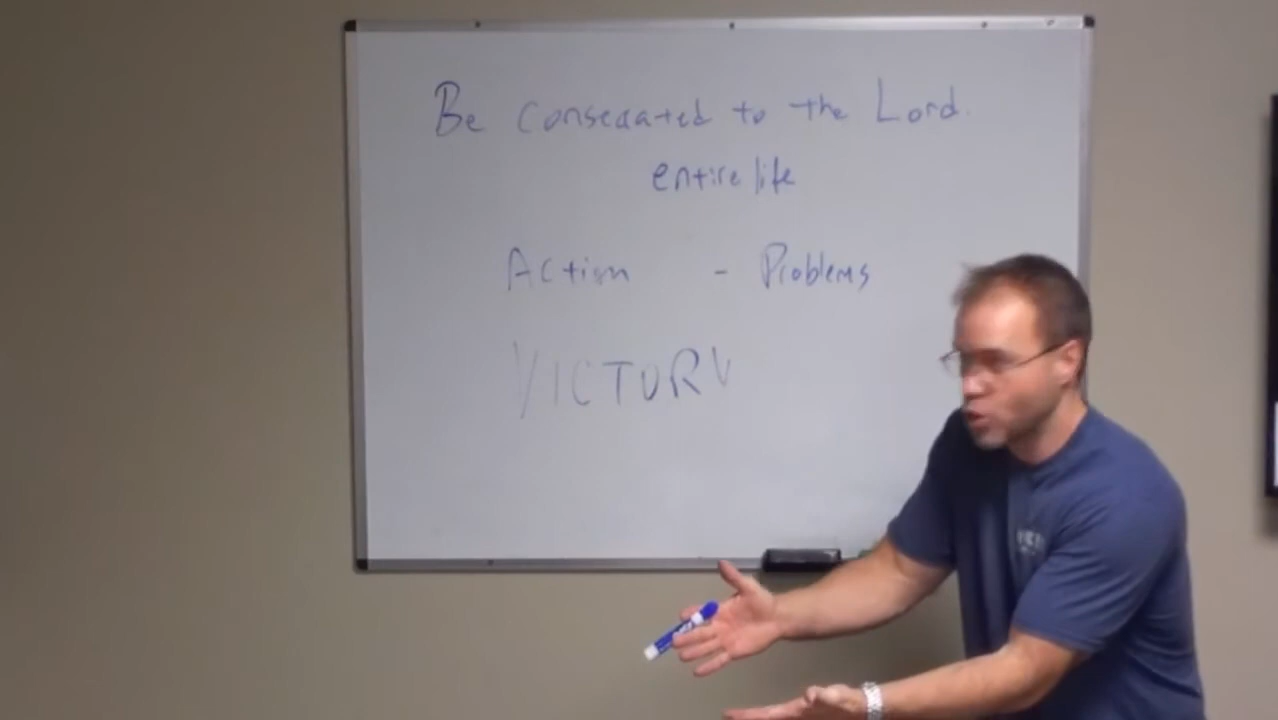 Be consecrated to the Lord.
entire life
Action - Problems
VICTORY